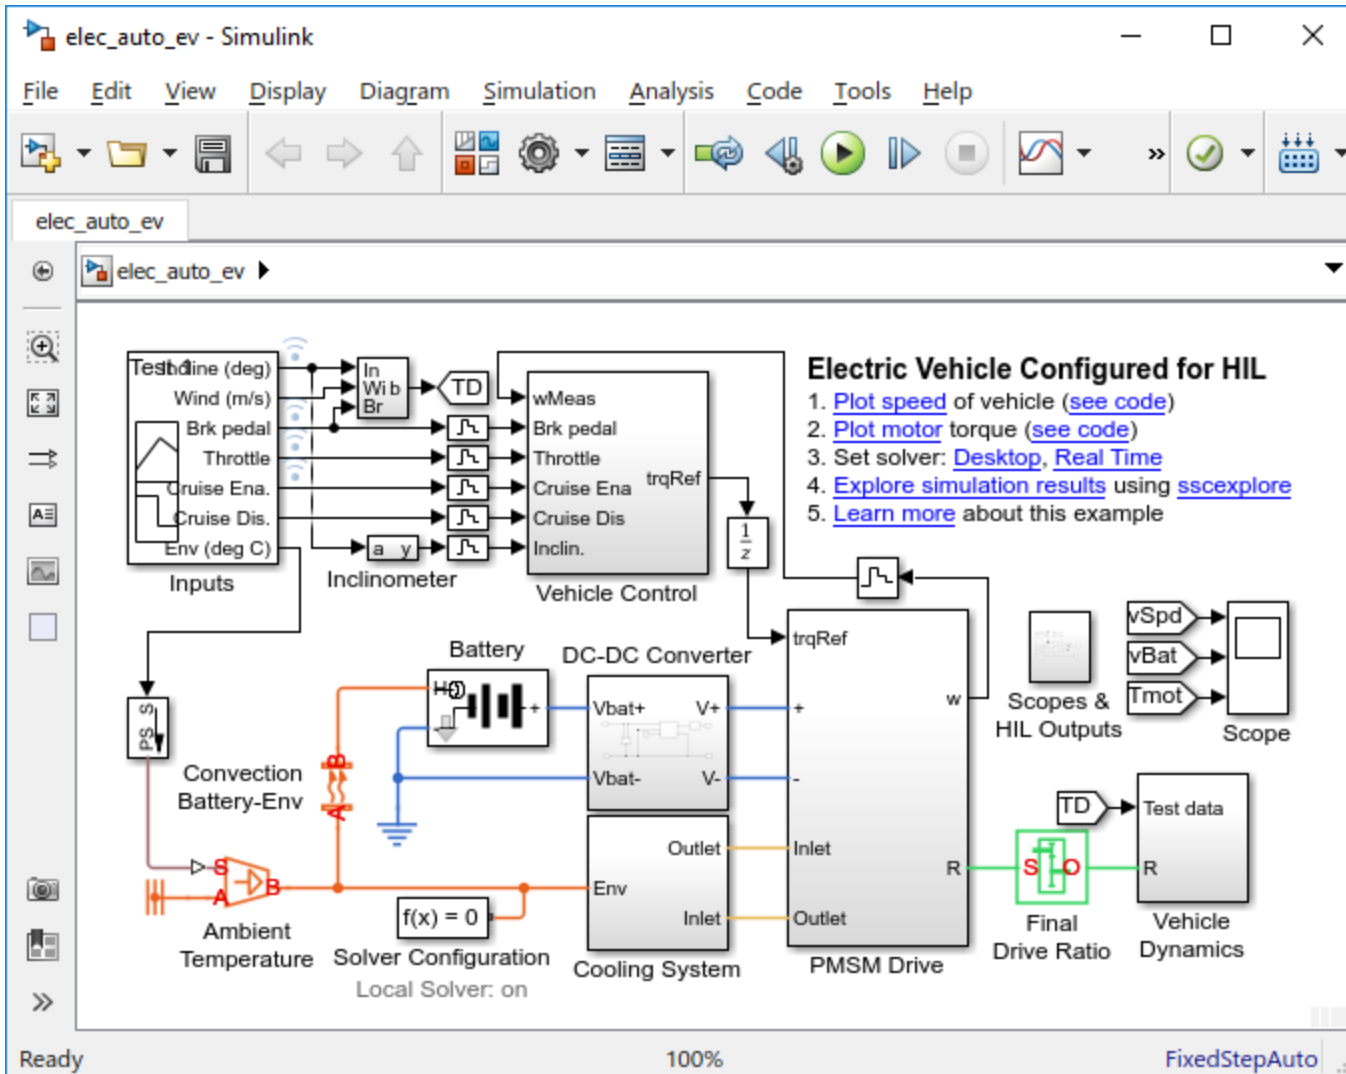 elec_auto_ev - Simulink
File Edit View Display Diagram Simulation Analysis Code Tools Help
elec_auto_ev
elec_auto_ev
Electric Vehicle Configured for HIL
1. Plot speed of vehicle (see code)
2. Plot motor torque (see code)
3. Set solver: Desktop, Real Time
4. Explore simulation results using sscexplore
5. Learn more about this example
Test 1
Incline (deg)
Wind (m/s)
Brk pedal
Throttle
Cruise Ena.
Cruise Dis.
Env (deg C)
Inputs
In
Wi b
Br
TD
a y
Inclinometer
wMeas
Brk pedal
Throttle
Cruise Ena
Cruise Dis
Inclin.
trqRef
Vehicle Control
1
z
PS S
Convection
Battery-Env
B
A
S
A
B
Ambient
Temperature
Battery
H
+
DC-DC Converter
Vbat+ V+
Vbat- V-
f(x) = 0
Solver Configuration
Local Solver: on
Outlet
Env
Inlet
Cooling System
trqRef
w
+
-
Inlet
R
Outlet
PMSM Drive
Scopes &
HIL Outputs
vSpd
vBat
Tmot
Scope
TD
Test data
R
S O
Final
Drive Ratio
Vehicle
Dynamics
Ready 100% FixedStepAuto